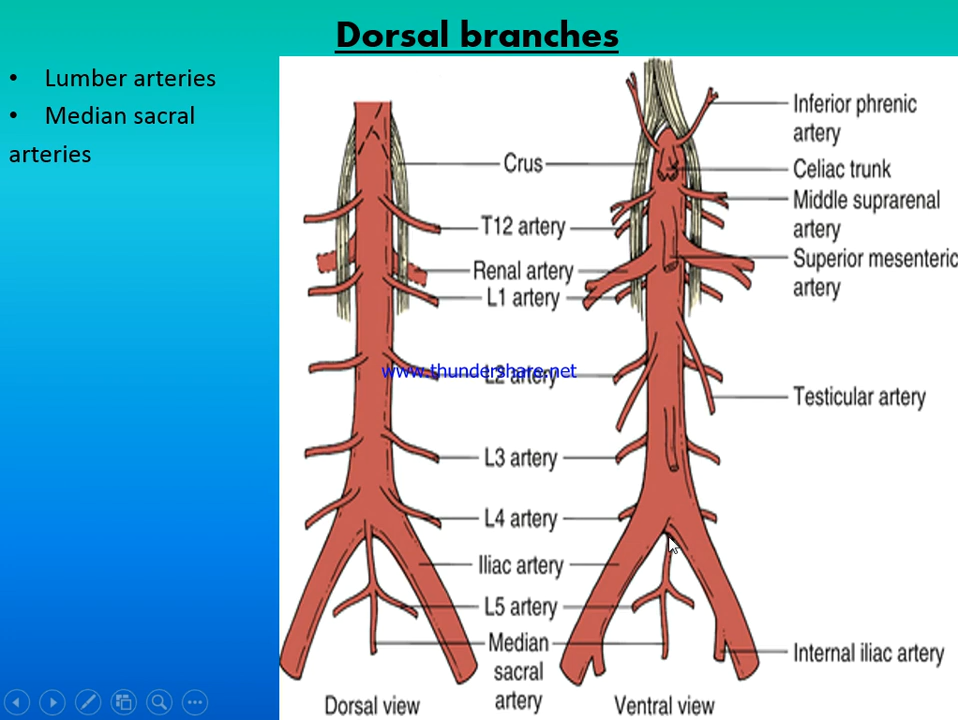 Dorsal branches
• Lumber arteries
• Median sacral
arteries
Crus
T12 artery
Renal artery
L1 artery
www.thundershare.net
L2 artery
L3 artery
L4 artery
Iliac artery
L5 artery
Median
sacral
artery
Dorsal view
Inferior phrenic
artery
Celiac trunk
Middle suprarenal
artery
Superior mesenteric
artery
Testicular artery
Internal iliac artery
Ventral view